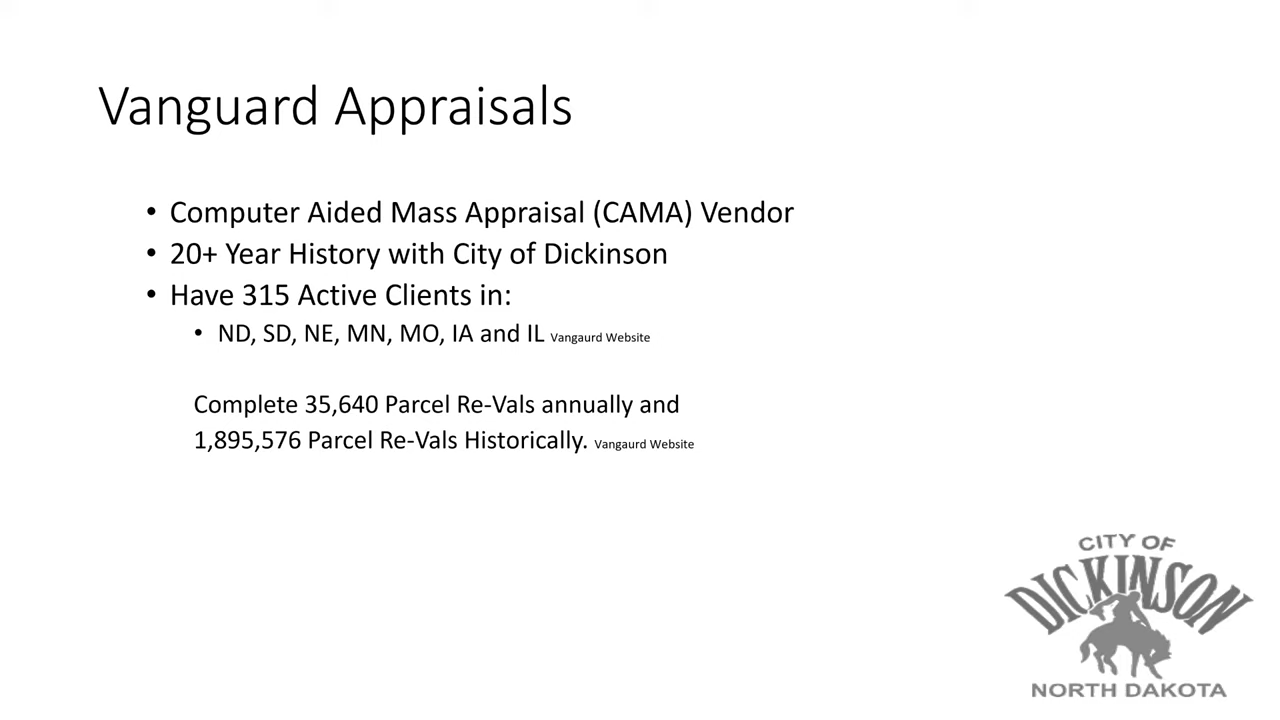 Vanguard Appraisals
• Computer Aided Mass Appraisal (CAMA) Vendor
• 20+ Year History with City of Dickinson
• Have 315 Active Clients in:
• ND, SD, NE, MN, MO, IA and IL Vangaurd Website
Complete 35,640 Parcel Re-Vals annually and
1,895,576 Parcel Re-Vals Historically. Vangaurd Website
CITY OF
DICKINSON
NORTH DAKOTA